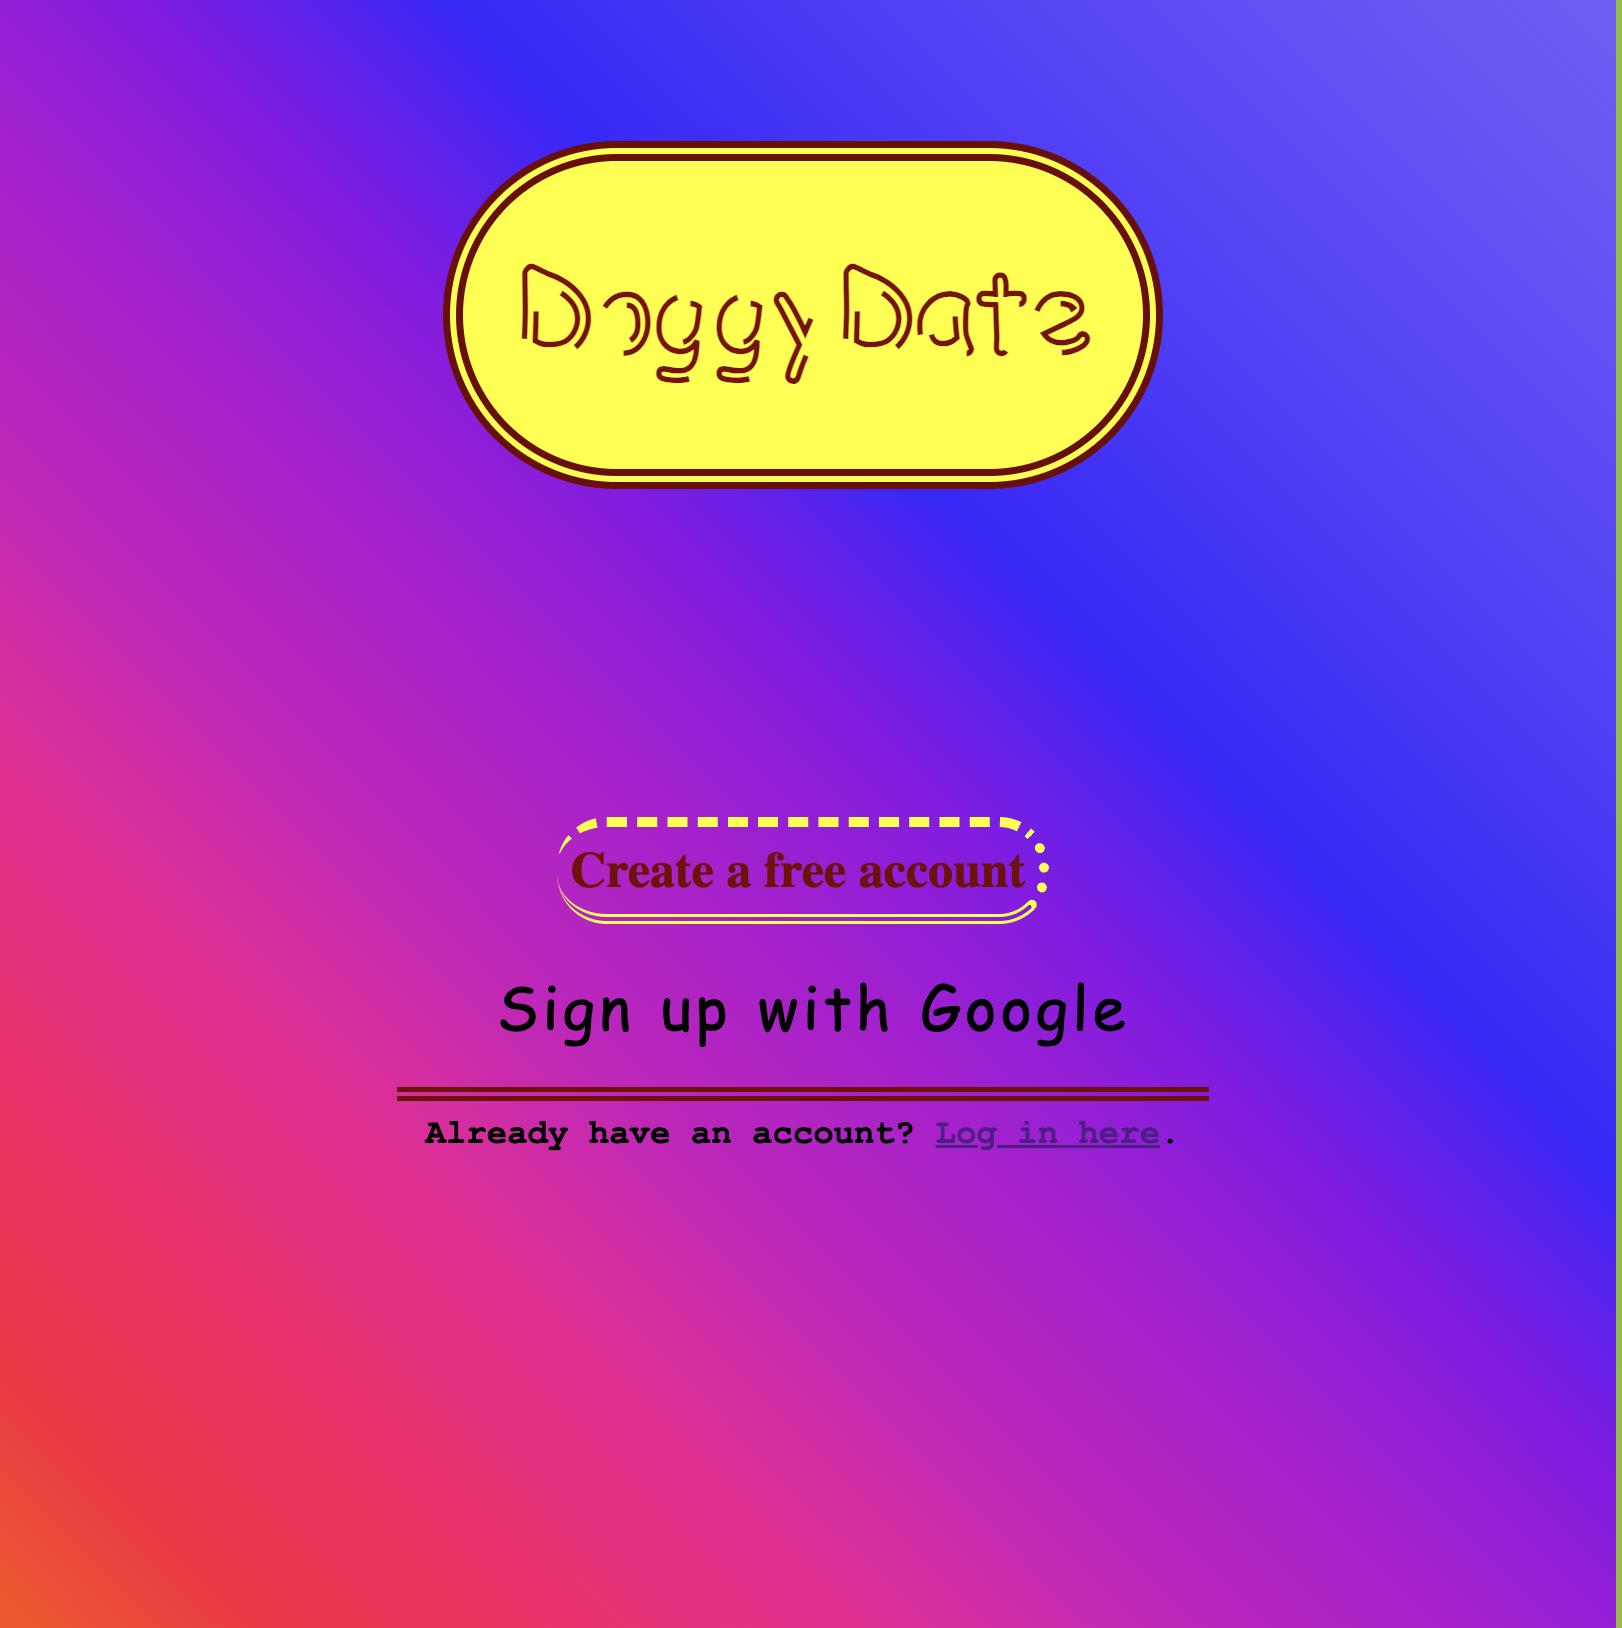 Doggy Date
Create a free account
Sign up with Google
Already have an account? Log in here.